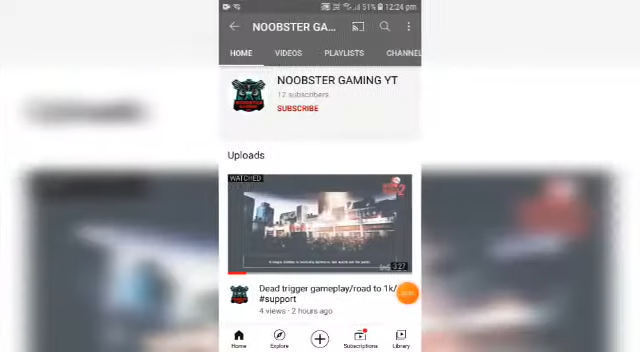 51% 12:24 pm
NOOBSTER GA...
HOME VIDEOS PLAYLISTS CHANNEL
NOOBSTER GAMING YT
12 subscribers
SUBSCRIBE
Uploads
WATCHED
3:27
Dead trigger gameplay/road to 1k/
#support
4 views · 2 hours ago
Home Explore Subscriptions Library